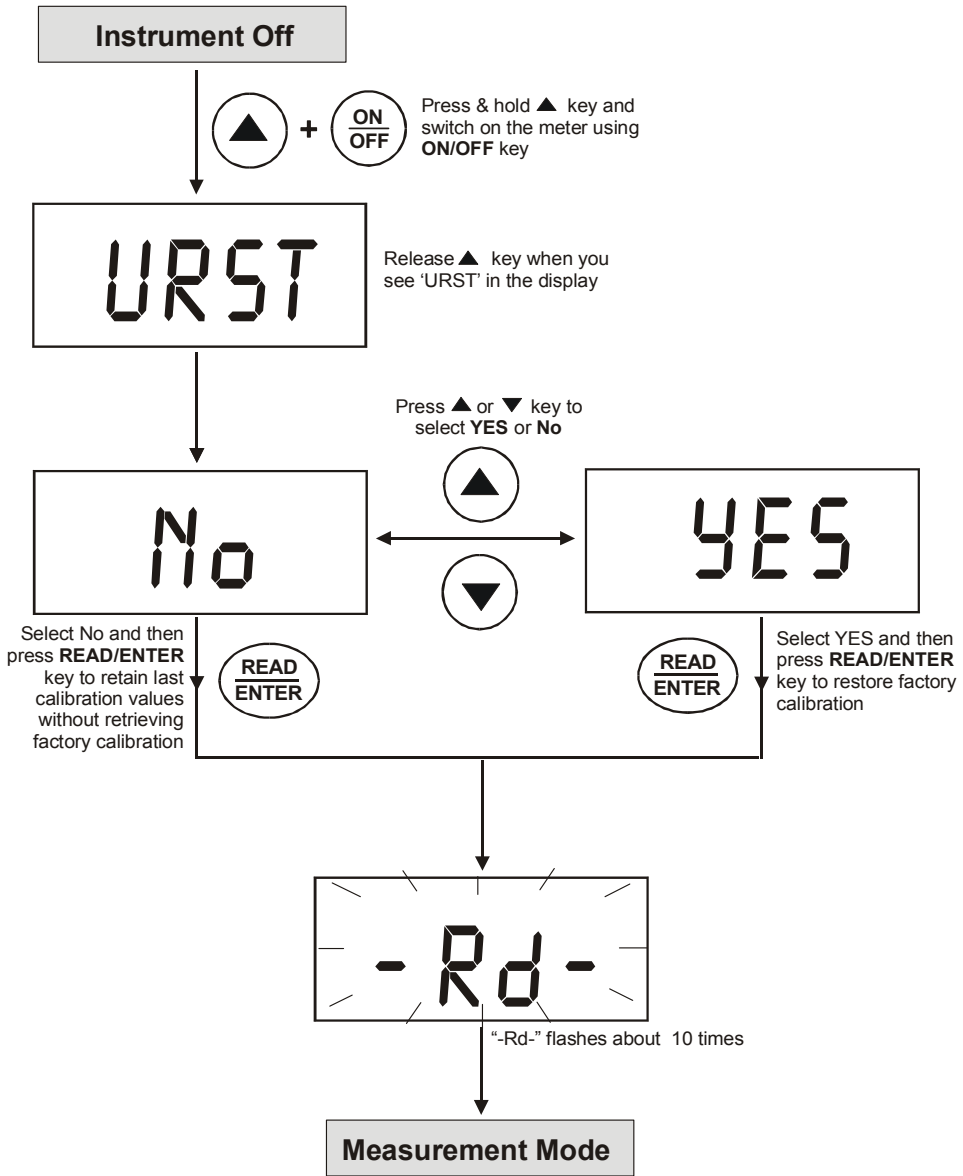 Instrument Off
▲ + ON
OFF
Press & hold ▲ key and
switch on the meter using
ON/OFF key
URST
Release ▲ key when you
see ‘URST’ in the display
Press ▲ or ▼ key to
select YES or No
No
YES
Select No and then
press READ/ENTER
key to retain last
calibration values
without retrieving
factory calibration
READ
ENTER
READ
ENTER
Select YES and then
press READ/ENTER
key to restore factory
calibration
-Rd-
“-Rd-” flashes about 10 times
Measurement Mode